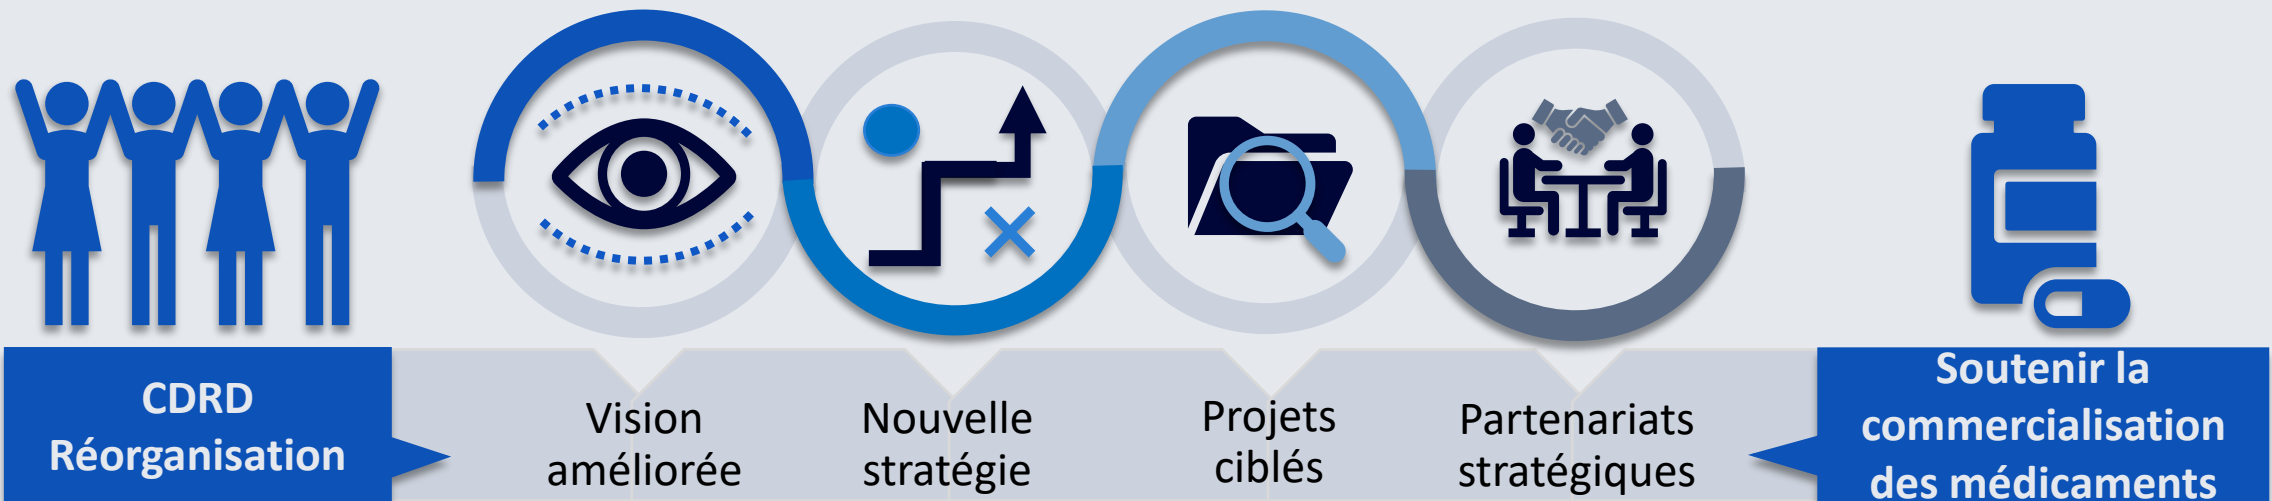 CDRD
Réorganisation
Vision
améliorée
Nouvelle
stratégie
Projets
ciblés
Partenariats
stratégiques
Soutenir la
commercialisation
des médicaments